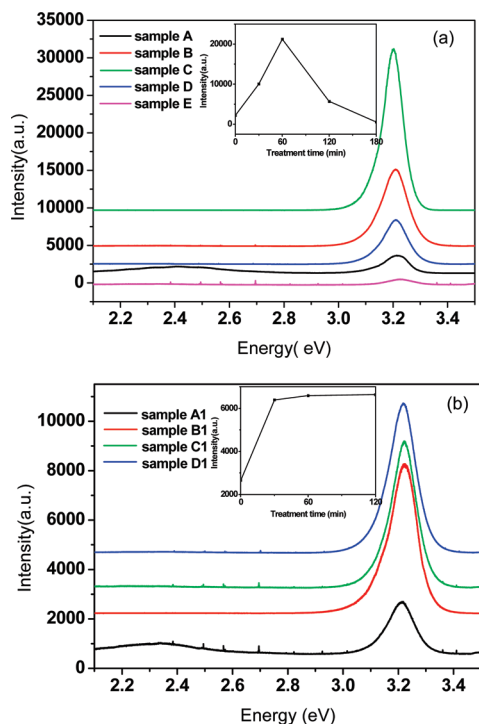 (a)
sample A
sample B
sample C
sample D
sample E
Intensity(a.u.)
35000
30000
25000
20000
15000
10000
5000
0
Intensity(a.u.)
20000
10000
0
0 60 120 180
Treatment time (min)
2.2 2.4 2.6 2.8 3.0 3.2 3.4
Energy( eV)
(b)
sample A1
sample B1
sample C1
sample D1
Intensity(a.u.)
10000
8000
6000
4000
2000
0
Intensity(a.u.)
6000
4000
2000
0 30 60 90 120
Treatment time (min)
2.2 2.4 2.6 2.8 3.0 3.2 3.4
Energy (eV)